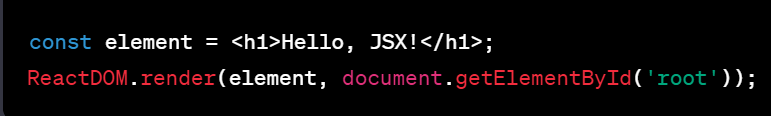 const element = <h1>Hello, JSX!</h1>;
ReactDOM.render(element, document.getElementById('root'));